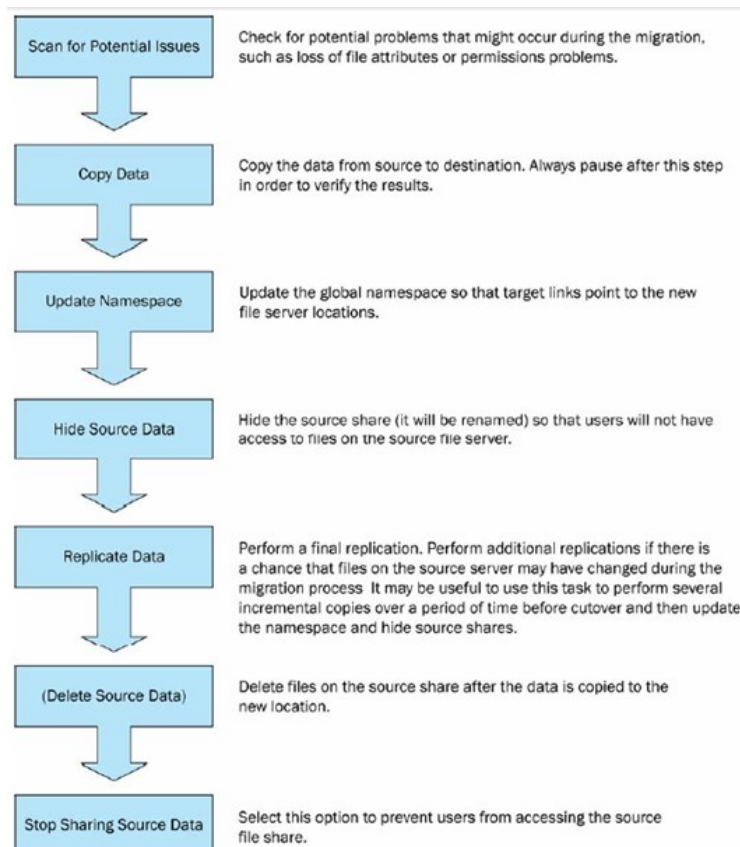 Scan for Potential Issues
Check for potential problems that might occur during the migration,
such as loss of file attributes or permissions problems.
Copy Data
Copy the data from source to destination. Always pause after this step
in order to verify the results.
Update Namespace
Update the global namespace so that target links point to the new
file server locations.
Hide Source Data
Hide the source share (it will be renamed) so that users will not have
access to files on the source file server.
Replicate Data
Perform a final replication. Perform additional replications if there is
a chance that files on the source server may have changed during the
migration process It may be useful to use this task to perform several
incremental copies over a period of time before cutover and then update
the namespace and hide source shares.
(Delete Source Data)
Delete files on the source share after the data is copied to the
new location.
Stop Sharing Source Data
Select this option to prevent users from accessing the source
file share.